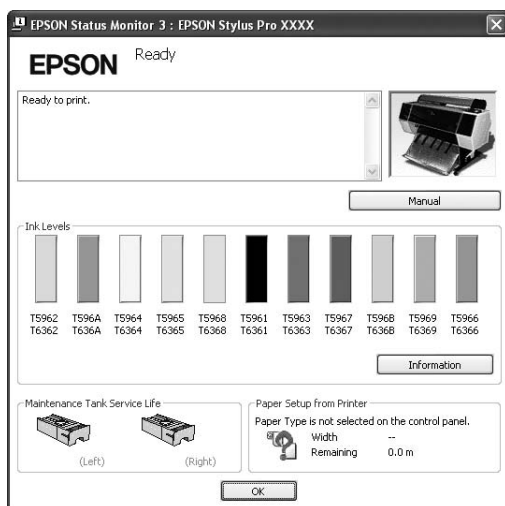 EPSON Status Monitor 3 : EPSON Stylus Pro XXXX
EPSON
Ready
Ready to print.
Manual
Ink Levels
T5962 T596A T5964 T5965 T5968 T5961 T5963 T5967 T596B T5969 T5966
T6362 T636A T6364 T6365 T6368 T6361 T6363 T6367 T636B T6369 T6366
Information
Maintenance Tank Service Life
(Left) (Right)
Paper Setup from Printer
Paper Type is not selected on the control panel.
Width --
Remaining 0.0 m
OK